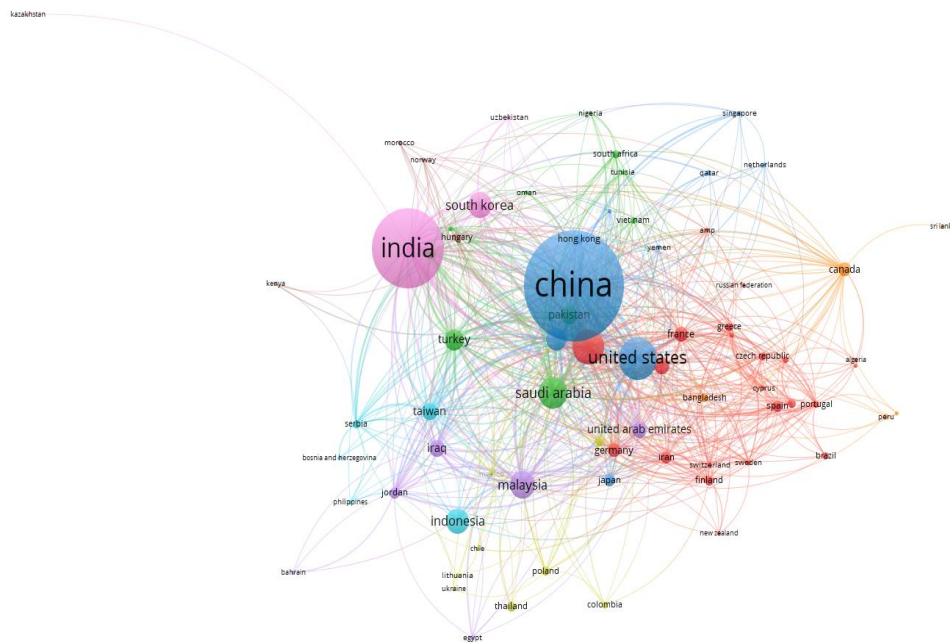 kazakhstan
singapore
nigeria
uzbekistan
morocco
south africa
norway
netherlands
tunisia
qatar
oman
south korea
vietnam
sri lank
amp
hungary
hong kong
india
yemen
canada
kenya
russian federation
china
pakistan
greece
france
turkey
united states
czech republic
algeria
cyprus
saudi arabia
bangladesh
portugal
spain
taiwan
peru
serbia
united arab emirates
iraq
germany
bosnia and herzegovina
iran
brazil
switzerland
sweden
japan
finland
malaysia
jordan
philippines
indonesia
new zealand
chile
bahrain
poland
lithuania
ukraine
thailand
colombia
egypt